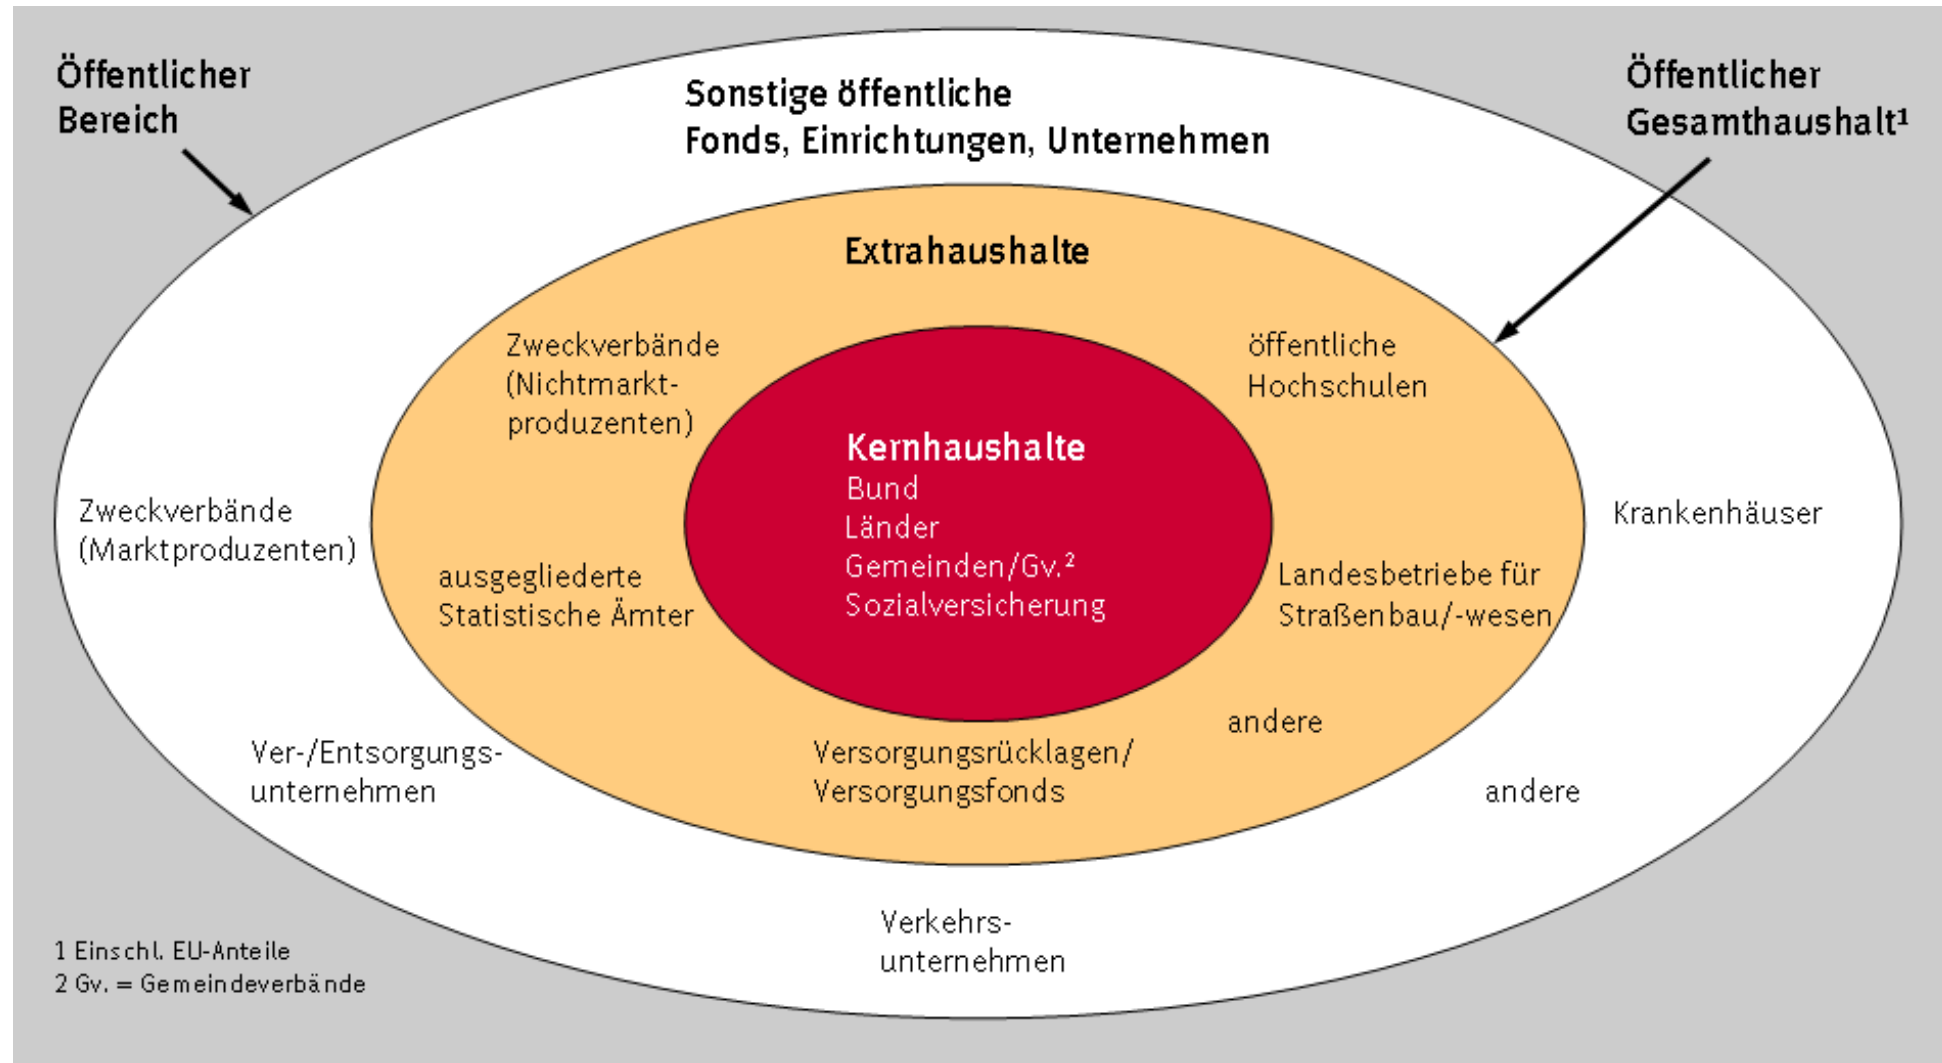 Öffentlicher
Bereich
Öffentlicher
Gesamthaushalt¹
Sonstige öffentliche
Fonds, Einrichtungen, Unternehmen
Extrahaushalte
Zweckverbände
(Nichtmarkt-
produzenten)
öffentliche
Hochschulen
Kernhaushalte
Bund
Länder
Gemeinden/Gv.²
Sozialversicherung
Zweckverbände
(Marktproduzenten)
Krankenhäuser
ausgegliederte
Statistische Ämter
Landesbetriebe für
Straßenbau/-wesen
andere
Ver-/Entsorgungs-
unternehmen
Versorgungsrücklagen/
Versorgungsfonds
andere
Verkehrs-
unternehmen
1 Einschl. EU-Anteile
2 Gv. = Gemeindeverbände